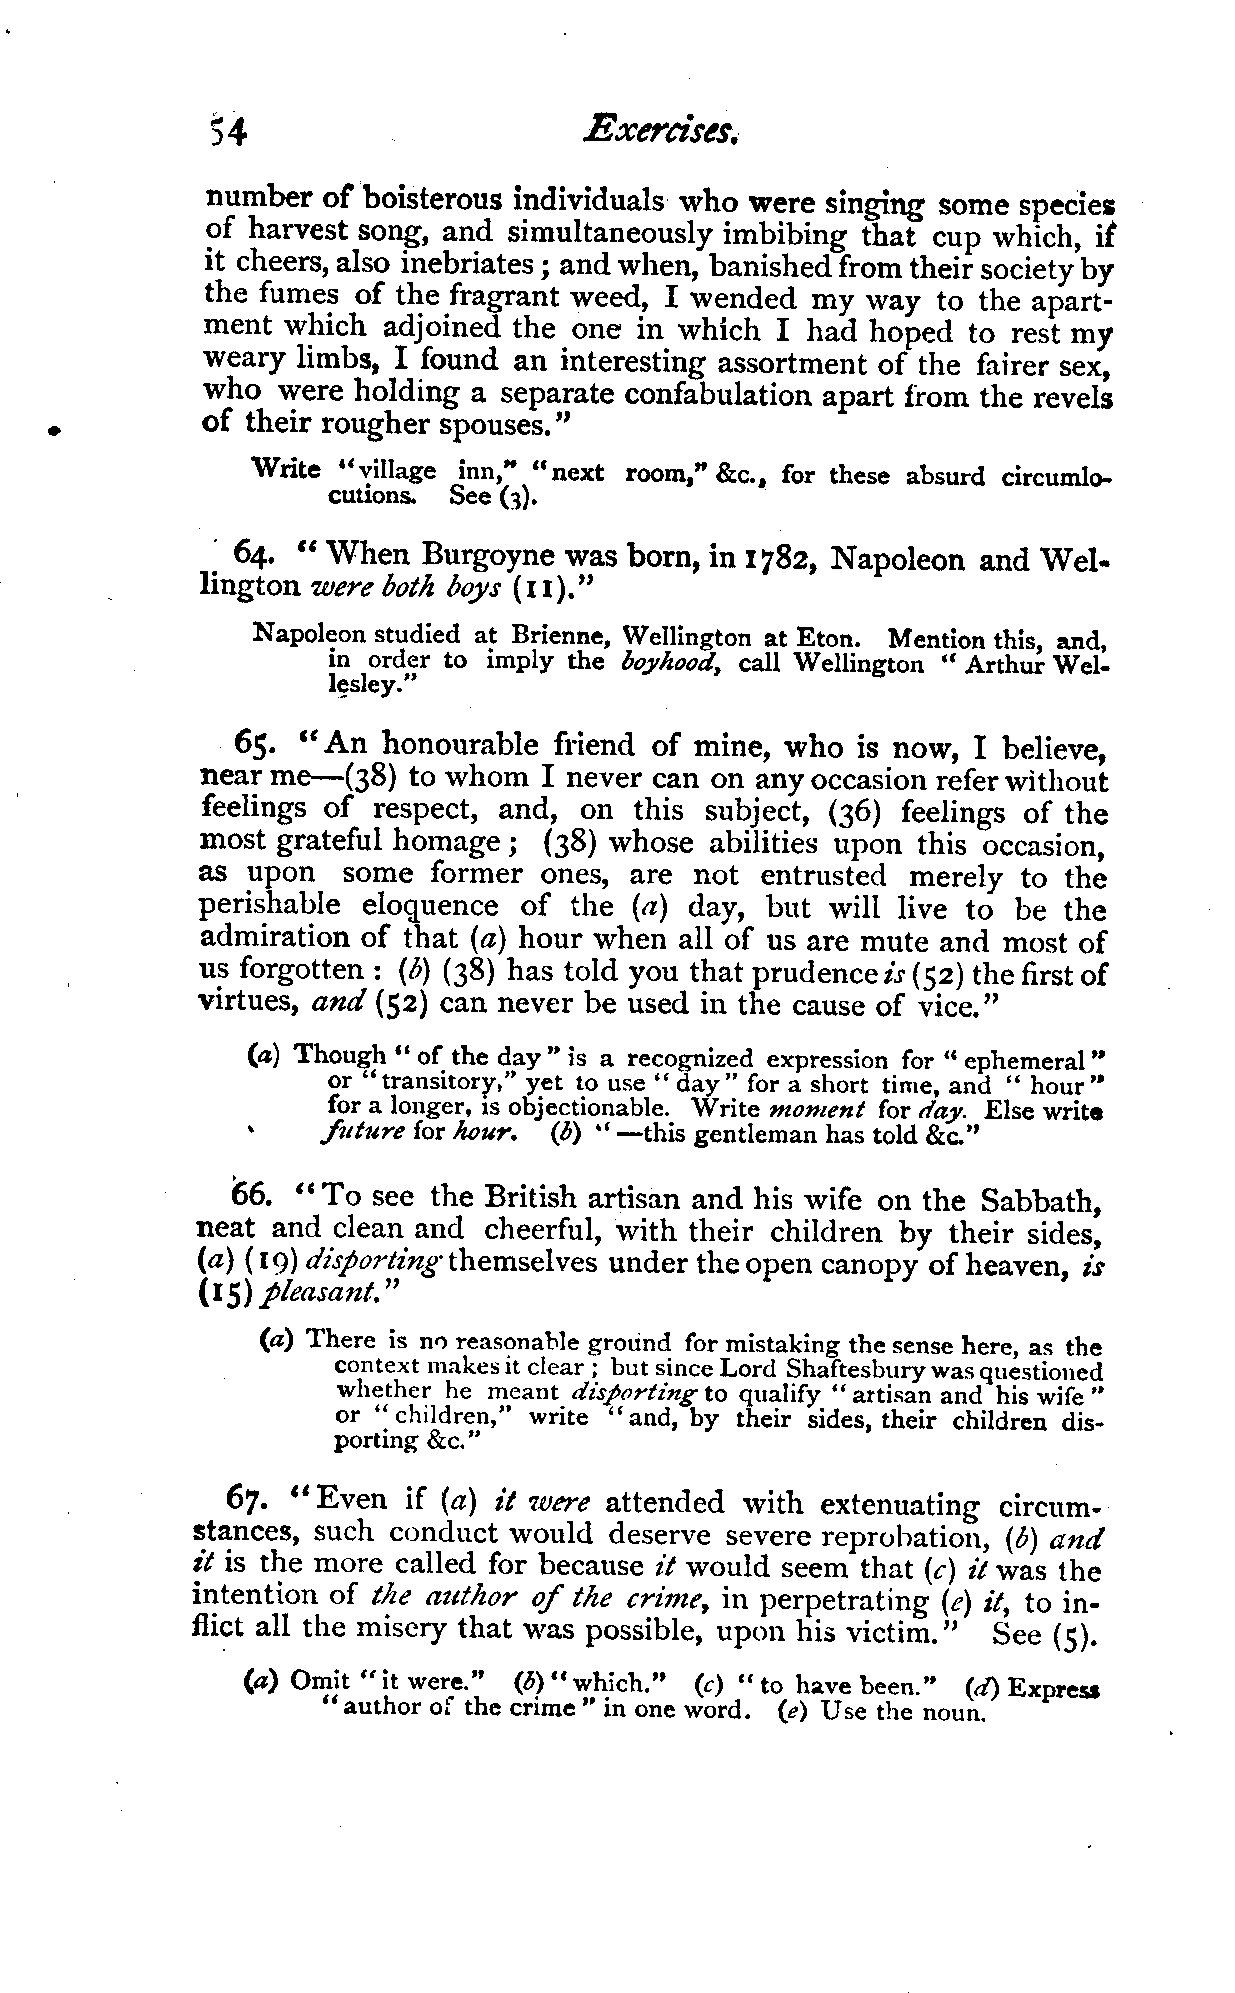 54 Exercises.
number of boisterous individuals who were singing some species
of harvest song, and simultaneously imbibing that cup which, if
it cheers, also inebriates; and when, banished from their society by
the fumes of the fragrant weed, I wended my way to the apart-
ment which adjoined the one in which I had hoped to rest my
weary limbs, I found an interesting assortment of the fairer sex,
who were holding a separate confabulation apart from the revels
of their rougher spouses."
Write "village inn," "next room," &c., for these absurd circumlo-
cutions. See (3).
64. "When Burgoyne was born, in 1782, Napoleon and Wel-
lington were both boys (11)."
Napoleon studied at Brienne, Wellington at Eton. Mention this, and,
in order to imply the boyhood, call Wellington "Arthur Wel-
lesley."
65. "An honourable friend of mine, who is now, I believe,
near me—(38) to whom I never can on any occasion refer without
feelings of respect, and, on this subject, (36) feelings of the
most grateful homage; (38) whose abilities upon this occasion,
as upon some former ones, are not entrusted merely to the
perishable eloquence of the (a) day, but will live to be the
admiration of that (a) hour when all of us are mute and most of
us forgotten: (b) (38) has told you that prudence is (52) the first of
virtues, and (52) can never be used in the cause of vice."
(a) Though "of the day" is a recognized expression for "ephemeral"
or "transitory," yet to use "day" for a short time, and "hour"
for a longer, is objectionable. Write moment for day. Else write
future for hour. (b) "—this gentleman has told &c."
66. "To see the British artisan and his wife on the Sabbath,
neat and clean and cheerful, with their children by their sides,
(a) (19) disporting themselves under the open canopy of heaven, is
(15) pleasant."
(a) There is no reasonable ground for mistaking the sense here, as the
context makes it clear; but since Lord Shaftesbury was questioned
whether he meant disporting to qualify "artisan and his wife"
or "children," write "and, by their sides, their children dis-
porting &c."
67. "Even if (a) it were attended with extenuating circum-
stances, such conduct would deserve severe reprobation, (b) and
it is the more called for because it would seem that (c) it was the
intention of the author of the crime, in perpetrating (e) it, to in-
flict all the misery that was possible, upon his victim." See (5).
(a) Omit "it were." (b) "which." (c) "to have been." (d) Express
"author of the crime" in one word. (e) Use the noun.